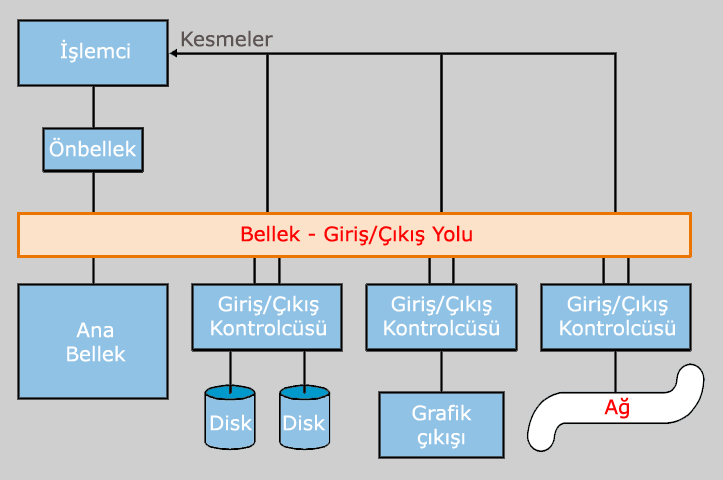 İşlemci
Kesmeler
Önbellek
Bellek - Giriş/Çıkış Yolu
Ana
Bellek
Giriş/Çıkış
Kontrolcüsü
Giriş/Çıkış
Kontrolcüsü
Giriş/Çıkış
Kontrolcüsü
Disk
Disk
Grafik
çıkışı
Ağ